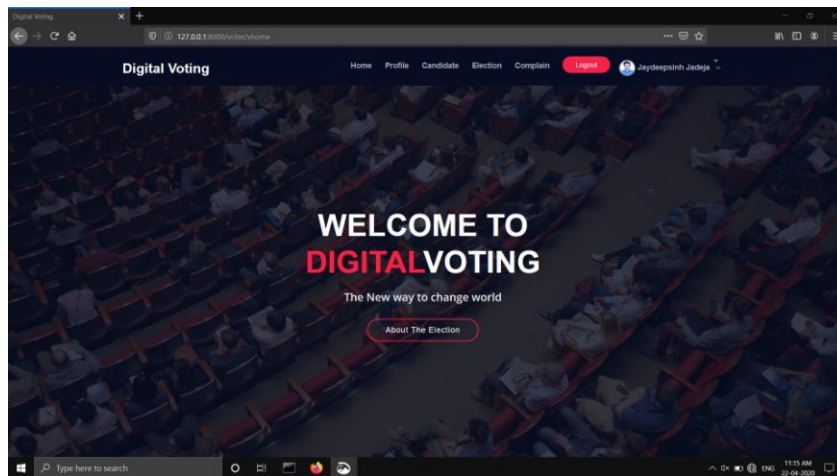 Digital Voting
127.0.0.1:8000/voter/vhome
Digital Voting
Home Profile Candidate Election Complain Logout Jaydeepsinh Jadeja
WELCOME TO
DIGITALVOTING
The New way to change world
About The Election
Type here to search
ENG
11:15 AM
22-04-2020